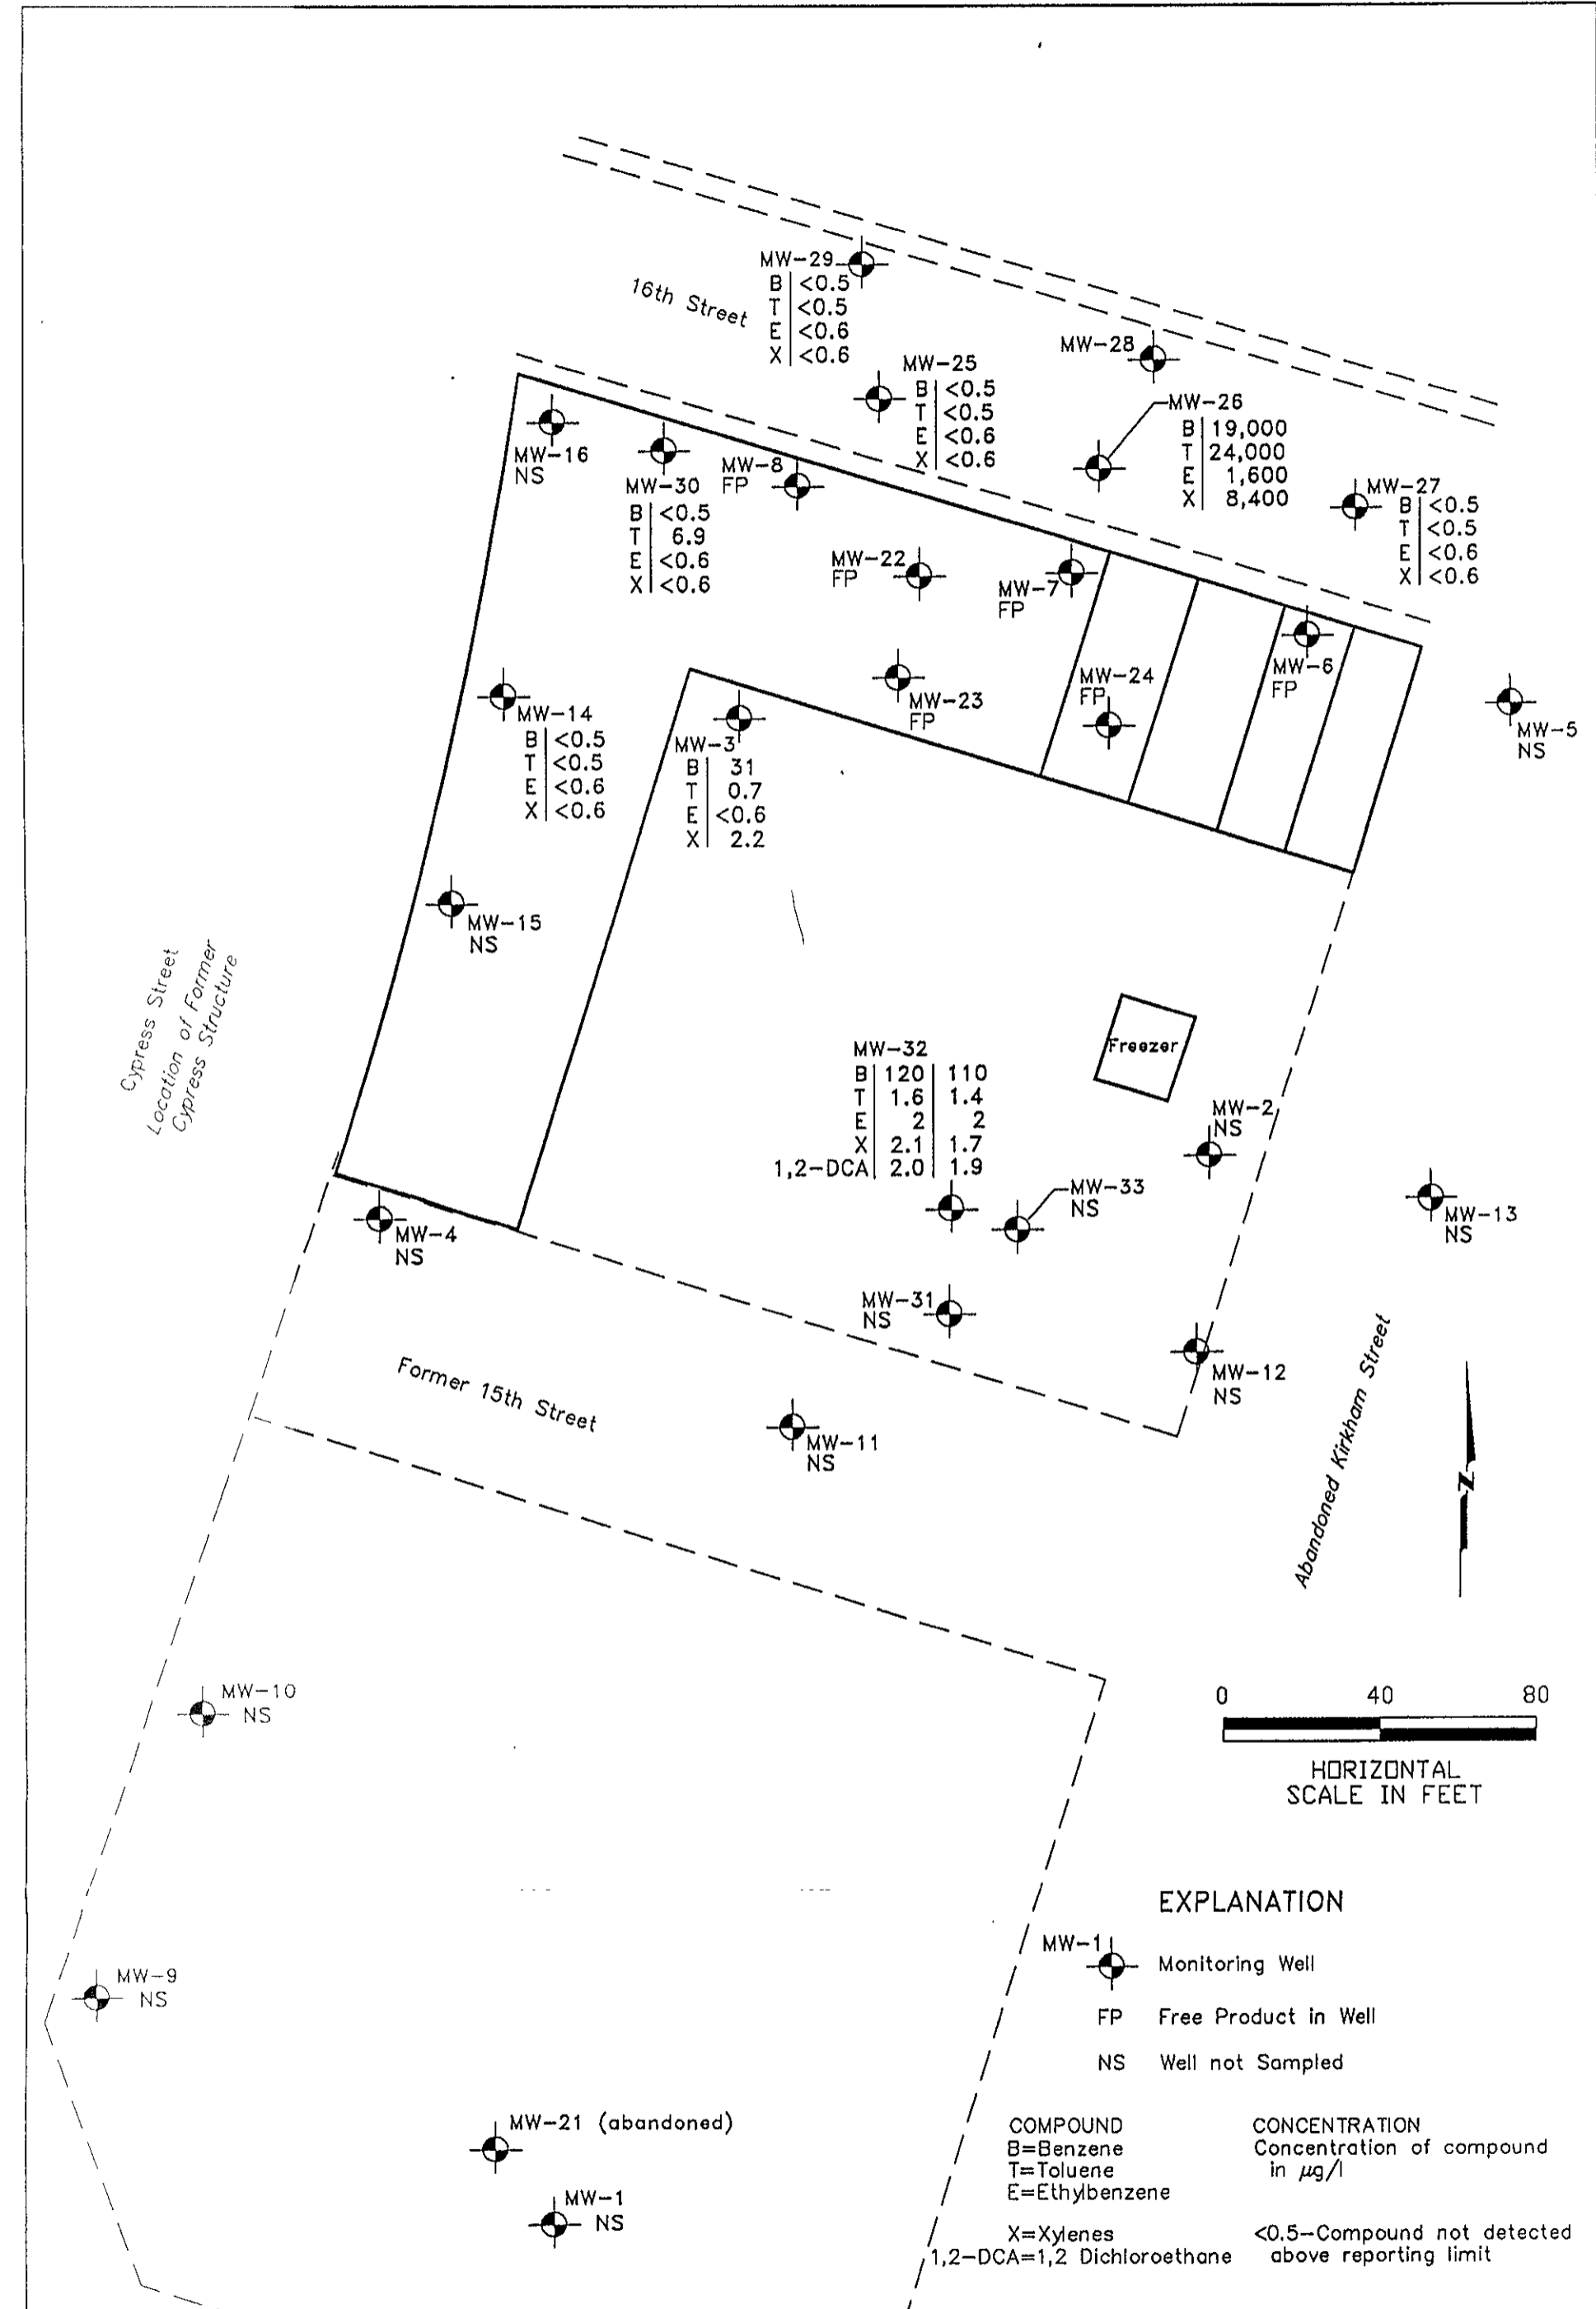 MW-29
B <0.5
T <0.5
E <0.6
X <0.6
16th Street
MW-28
MW-25
B <0.5
T <0.5
E <0.6
X <0.6
MW-26
B 19,000
T 24,000
E 1,600
X 8,400
MW-16
NS
MW-30
B <0.5
T 6.9
E <0.6
X <0.6
MW-8
FP
MW-27
B <0.5
T <0.5
E <0.6
X <0.6
MW-22
FP
MW-7
FP
MW-6
FP
MW-24
FP
MW-23
FP
MW-5
NS
MW-14
B <0.5
T <0.5
E <0.6
X <0.6
MW-3
B 31
T 0.7
E <0.6
X 2.2
MW-15
NS
Cypress Street
Location of Former
Cypress Structure
Freezer
MW-32
B 120 110
T 1.6 1.4
E 2 2
X 2.1 1.7
1,2-DCA 2.0 1.9
MW-2
NS
MW-33
NS
MW-13
NS
MW-4
NS
MW-31
NS
MW-12
NS
Former 15th Street
MW-11
NS
Abandoned Kirkham Street
N
MW-10
NS
0 40 80
HORIZONTAL
SCALE IN FEET
MW-9
NS
MW-21 (abandoned)
MW-1
NS
EXPLANATION
MW-1 Monitoring Well
FP Free Product in Well
NS Well not Sampled
COMPOUND
B=Benzene
T=Toluene
E=Ethylbenzene
X=Xylenes
1,2-DCA=1,2 Dichloroethane
CONCENTRATION
Concentration of compound
in µg/l
<0.5-Compound not detected
above reporting limit